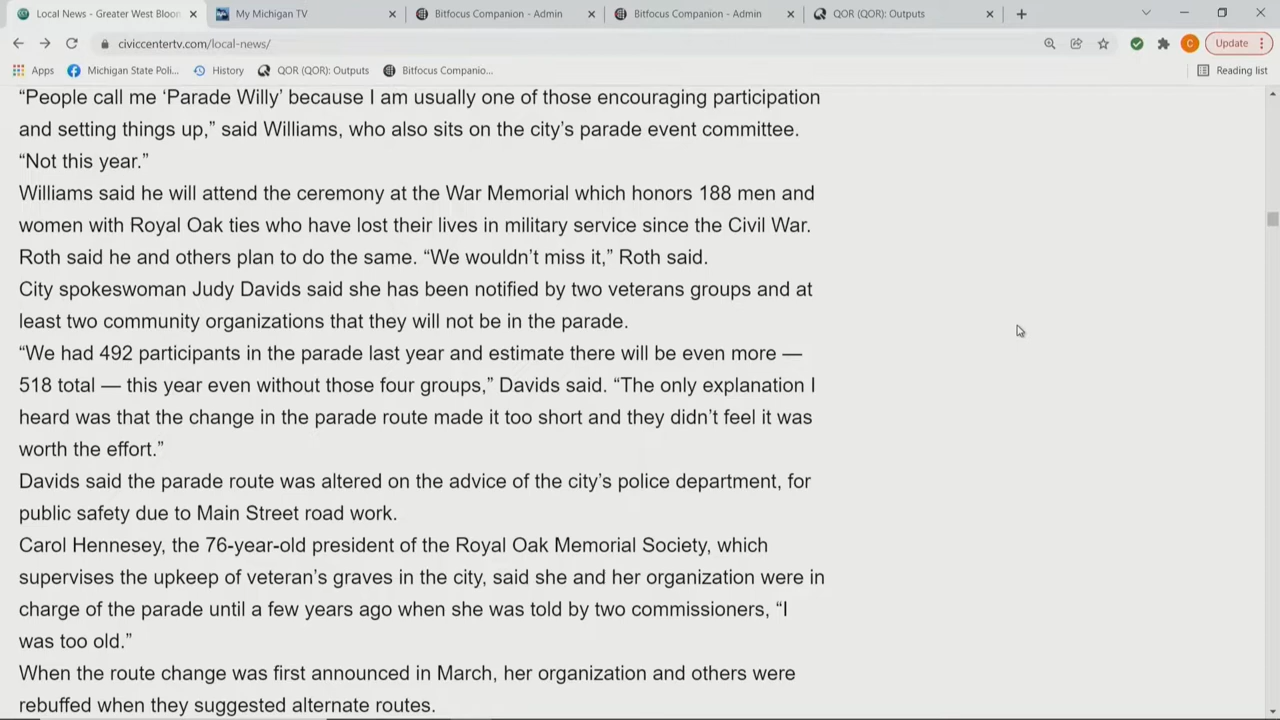 Local News - Greater West Bloon
My Michigan TV
Bitfocus Companion - Admin
Bitfocus Companion - Admin
QOR (QOR): Outputs
civiccentertv.com/local-news/
Update
Apps
Michigan State Poli...
History
QOR (QOR): Outputs
Bitfocus Companio...
Reading list
“People call me ‘Parade Willy’ because I am usually one of those encouraging participation
and setting things up,” said Williams, who also sits on the city’s parade event committee.
“Not this year.”
Williams said he will attend the ceremony at the War Memorial which honors 188 men and
women with Royal Oak ties who have lost their lives in military service since the Civil War.
Roth said he and others plan to do the same. “We wouldn’t miss it,” Roth said.
City spokeswoman Judy Davids said she has been notified by two veterans groups and at
least two community organizations that they will not be in the parade.
“We had 492 participants in the parade last year and estimate there will be even more —
518 total — this year even without those four groups,” Davids said. “The only explanation I
heard was that the change in the parade route made it too short and they didn’t feel it was
worth the effort.”
Davids said the parade route was altered on the advice of the city’s police department, for
public safety due to Main Street road work.
Carol Hennesey, the 76-year-old president of the Royal Oak Memorial Society, which
supervises the upkeep of veteran’s graves in the city, said she and her organization were in
charge of the parade until a few years ago when she was told by two commissioners, “I
was too old.”
When the route change was first announced in March, her organization and others were
rebuffed when they suggested alternate routes.